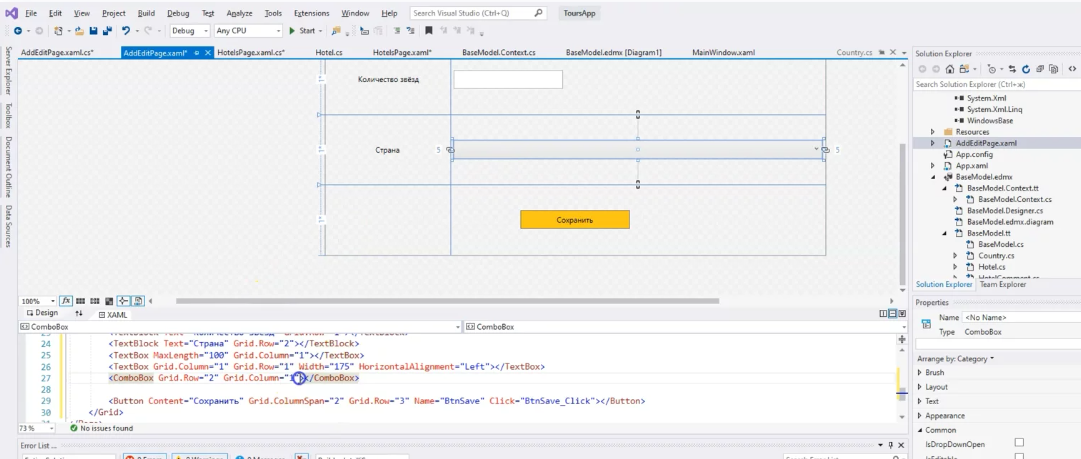 File Edit View Project Build Debug Test Analyze Tools Extensions Window Help Search Visual Studio (Ctrl+Q) ToursApp
Debug Any CPU Start
AddEditPage.xaml.cs* AddEditPage.xaml* HotelsPage.xaml.cs* Hotel.cs HotelsPage.xaml* BaseModel.Context.cs BaseModel.edmx [Diagram1] MainWindow.xaml Country.cs
Server Explorer
Toolbox
Document Outline
Data Sources
Количество звёзд
Страна
5
5
Сохранить
100%
Design XAML
ComboBox ComboBox
24 <TextBlock Text="Страна" Grid.Row="2"></TextBlock>
25 <TextBox MaxLength="100" Grid.Column="1"></TextBox>
26 <TextBox Grid.Column="1" Grid.Row="1" Width="175" HorizontalAlignment="Left"></TextBox>
27 <ComboBox Grid.Row="2" Grid.Column="1"></ComboBox>
28
29 <Button Content="Сохранить" Grid.ColumnSpan="2" Grid.Row="3" Name="BtnSave" Click="BtnSave_Click"></Button>
30 </Grid>
73 % No issues found
Error List ...
Solution Explorer
Search Solution Explorer (Ctrl+;)
System.Xml
System.Xml.Linq
WindowsBase
Resources
AddEditPage.xaml
App.config
App.xaml
BaseModel.edmx
BaseModel.Context.tt
BaseModel.Context.cs
BaseModel.Designer.cs
BaseModel.edmx.diagram
BaseModel.tt
BaseModel.cs
Country.cs
Hotel.cs
Solution Explorer Team Explorer
Properties
Name <No Name>
Type ComboBox
Arrange by: Category
Brush
Layout
Text
Appearance
Common
IsDropDownOpen